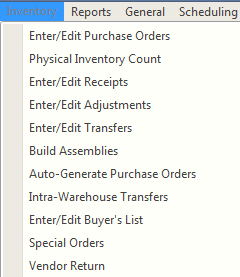 Inventory Reports General Scheduling
Enter/Edit Purchase Orders
Physical Inventory Count
Enter/Edit Receipts
Enter/Edit Adjustments
Enter/Edit Transfers
Build Assemblies
Auto-Generate Purchase Orders
Intra-Warehouse Transfers
Enter/Edit Buyer's List
Special Orders
Vendor Return